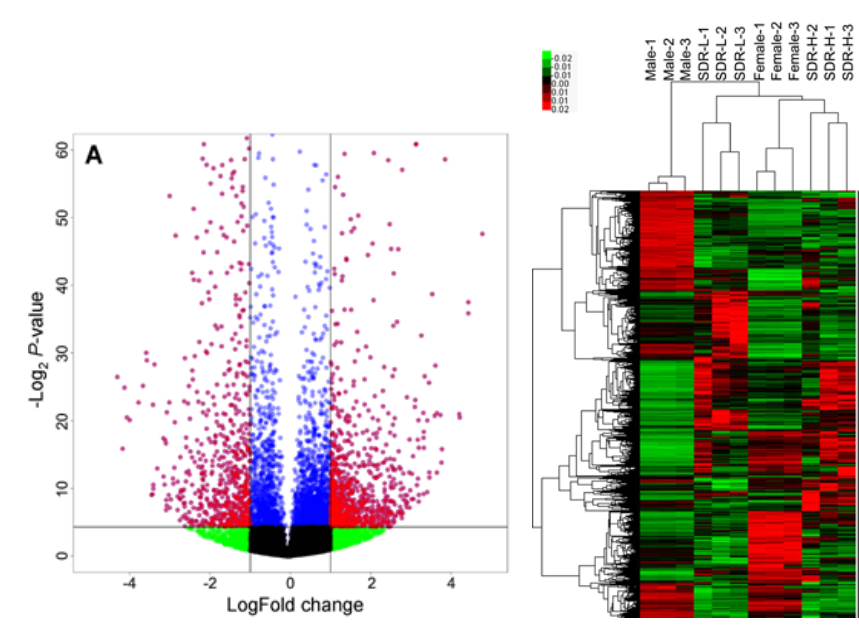 A
-Log2 P-value
60
50
40
30
20
10
0
-4
-2
0
2
4
LogFold change
-0.02
-0.01
-0.01
0.00
0.01
0.01
0.02
Male-1
Male-2
Male-3
SDR-L-1
SDR-L-2
SDR-L-3
Female-1
Female-2
Female-3
SDR-H-2
SDR-H-1
SDR-H-3